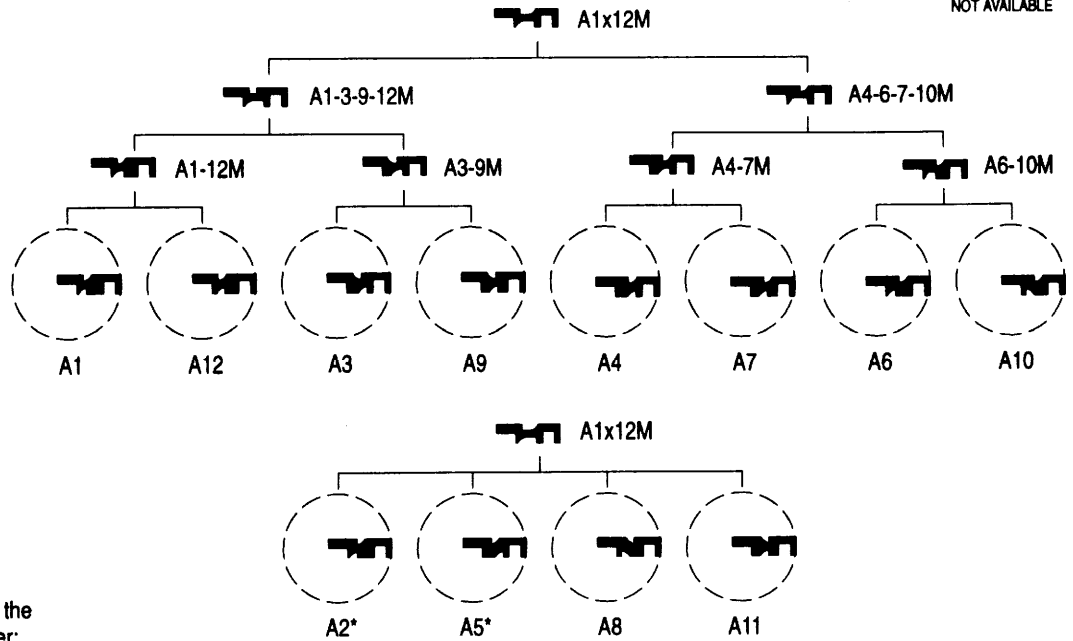 NOT AVAILABLE
A1x12M
A1-3-9-12M A4-6-7-10M
A1-12M A3-9M A4-7M A6-10M
A1 A12 A3 A9 A4 A7 A6 A10
A1x12M
A2* A5* A8 A11
the
er: